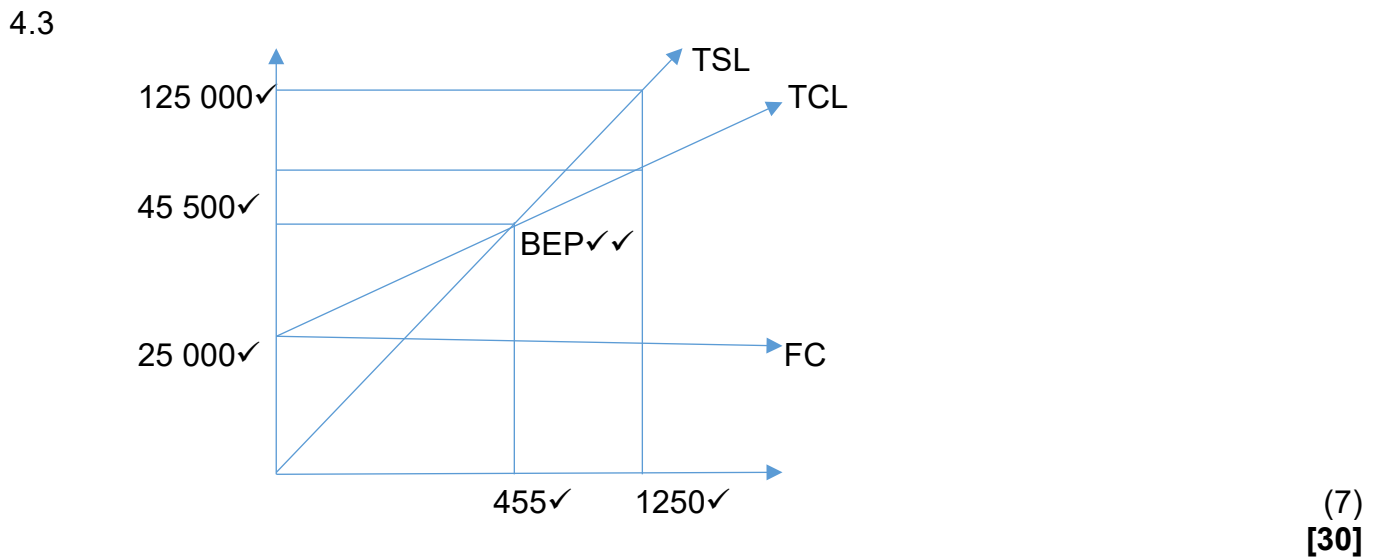 4.3
TSL
125 000✓
TCL
45 500✓
BEP✓✓
25 000✓
FC
455✓ 1250✓
(7)
[30]